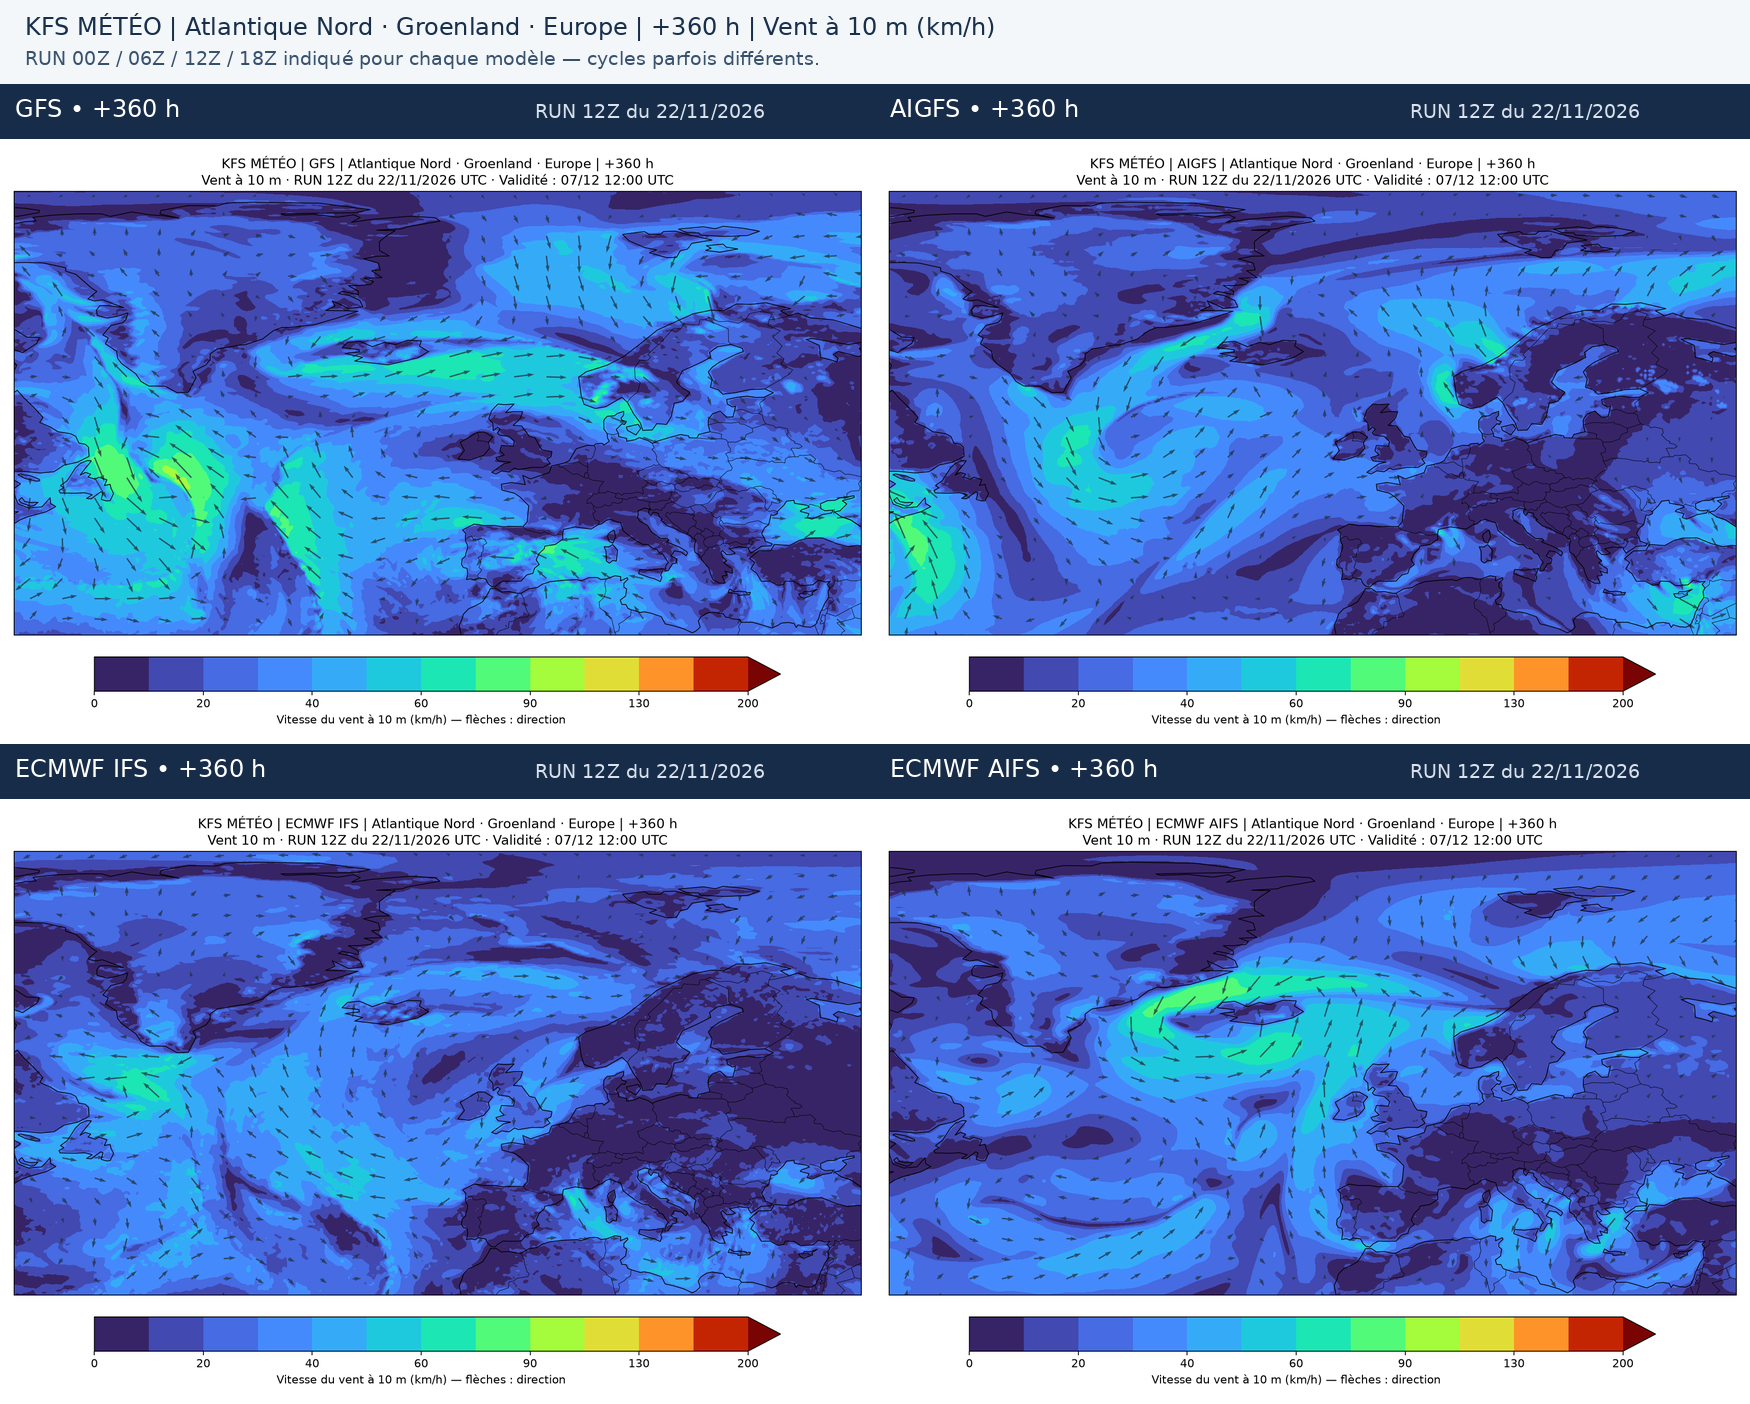 KFS MÉTÉO | Atlantique Nord · Groenland · Europe | +360 h | Vent à 10 m (km/h)
RUN 00Z / 06Z / 12Z / 18Z indiqué pour chaque modèle — cycles parfois différents.
GFS • +360 h
RUN 12Z du 22/11/2026
AIGFS • +360 h
RUN 12Z du 22/11/2026
KFS MÉTÉO | GFS | Atlantique Nord · Groenland · Europe | +360 h
Vent à 10 m · RUN 12Z du 22/11/2026 UTC · Validité : 07/12 12:00 UTC
KFS MÉTÉO | AIGFS | Atlantique Nord · Groenland · Europe | +360 h
Vent à 10 m · RUN 12Z du 22/11/2026 UTC · Validité : 07/12 12:00 UTC
0 20 40 60 90 130 200
Vitesse du vent à 10 m (km/h) — flèches : direction
0 20 40 60 90 130 200
Vitesse du vent à 10 m (km/h) — flèches : direction
ECMWF IFS • +360 h
RUN 12Z du 22/11/2026
ECMWF AIFS • +360 h
RUN 12Z du 22/11/2026
KFS MÉTÉO | ECMWF IFS | Atlantique Nord · Groenland · Europe | +360 h
Vent 10 m · RUN 12Z du 22/11/2026 UTC · Validité : 07/12 12:00 UTC
KFS MÉTÉO | ECMWF AIFS | Atlantique Nord · Groenland · Europe | +360 h
Vent 10 m · RUN 12Z du 22/11/2026 UTC · Validité : 07/12 12:00 UTC
0 20 40 60 90 130 200
Vitesse du vent à 10 m (km/h) — flèches : direction
0 20 40 60 90 130 200
Vitesse du vent à 10 m (km/h) — flèches : direction